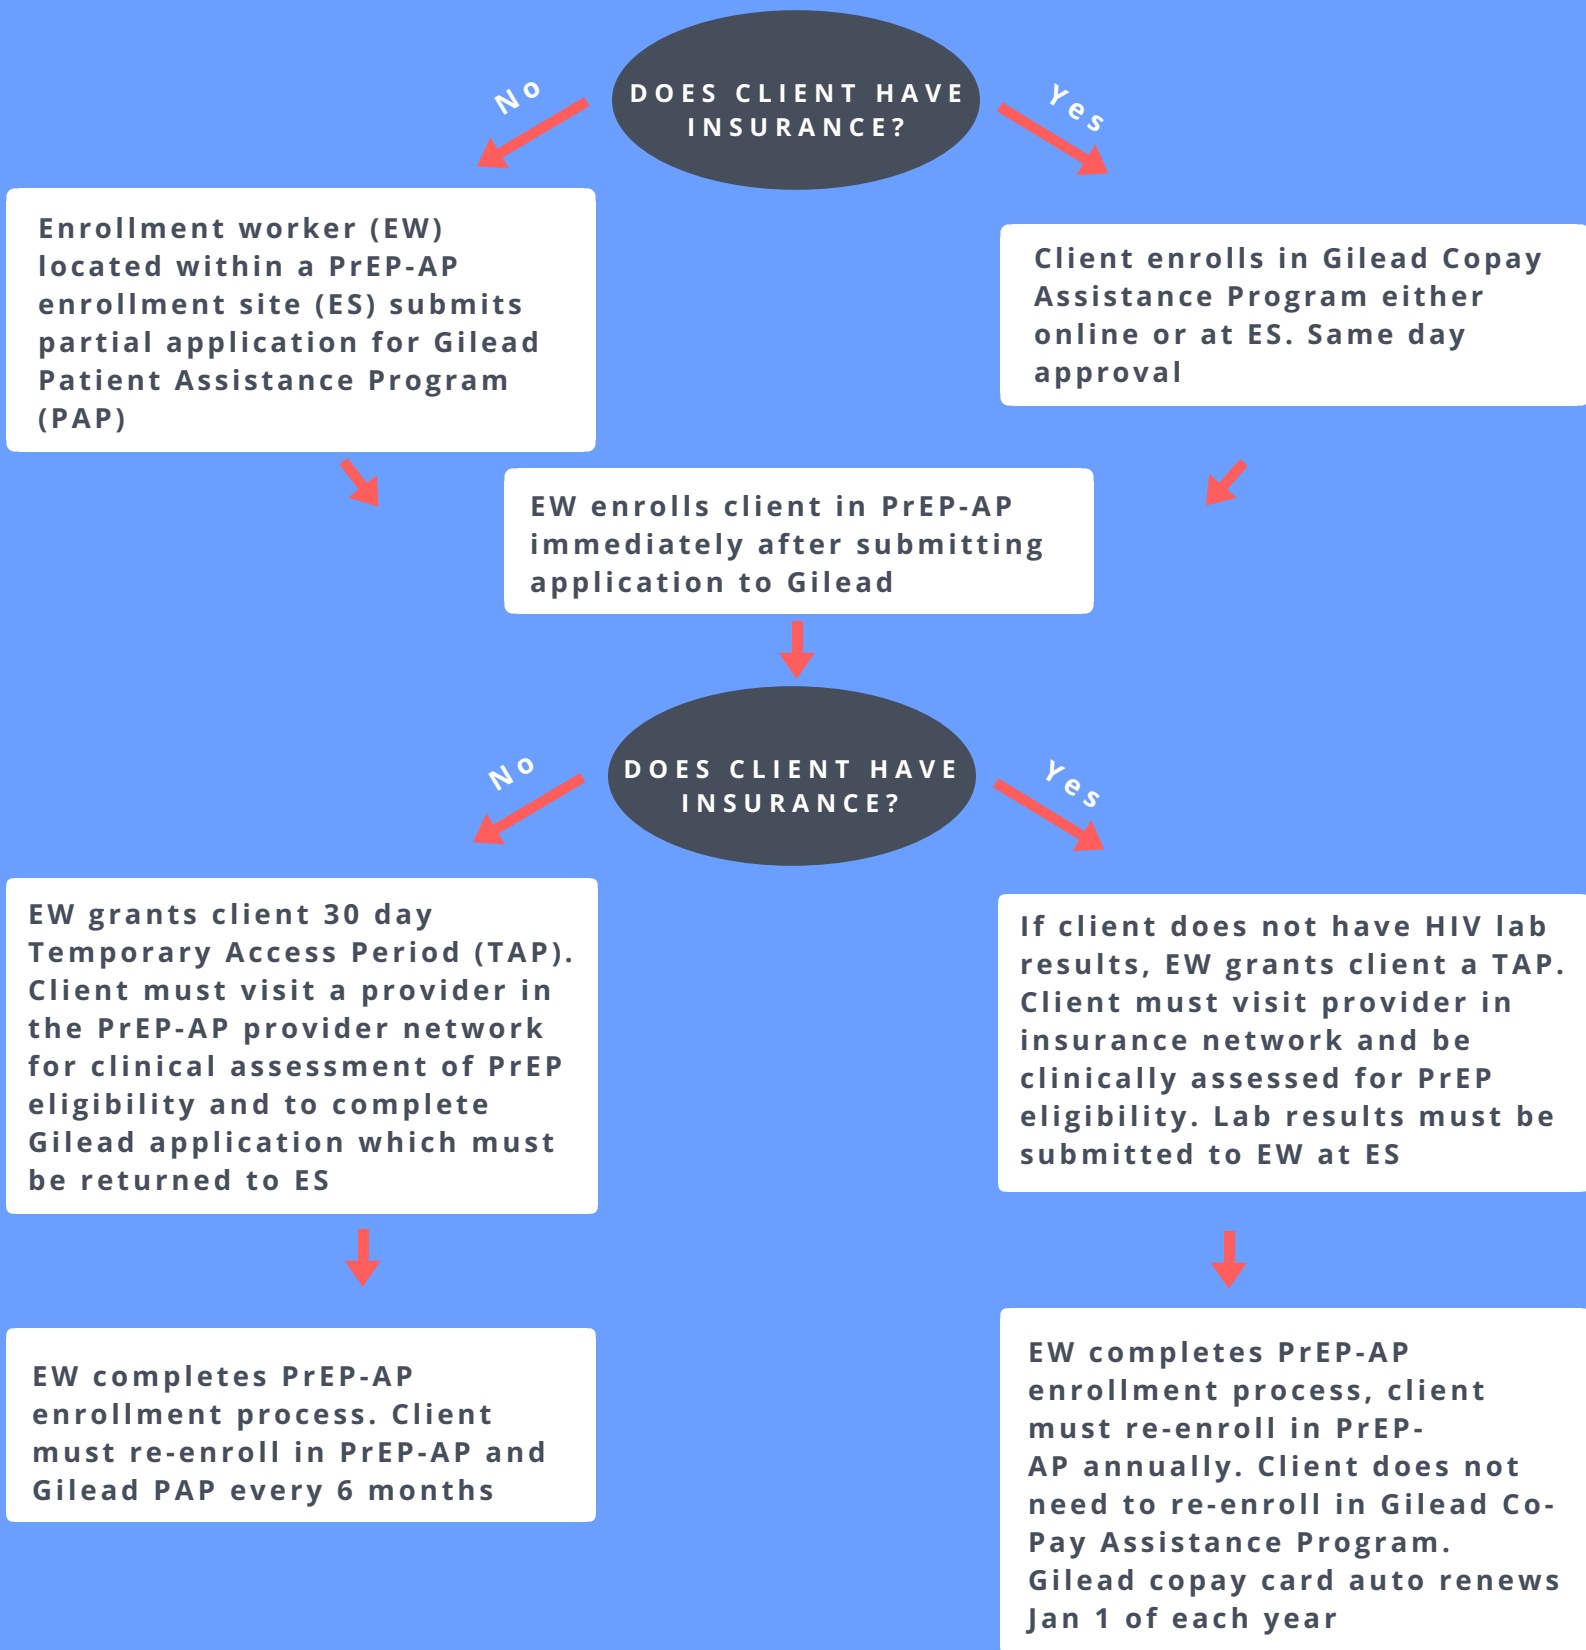 DOES CLIENT HAVE
INSURANCE?
No
Yes
Enrollment worker (EW)
located within a PrEP-AP
enrollment site (ES) submits
partial application for Gilead
Patient Assistance Program
(PAP)
Client enrolls in Gilead Copay
Assistance Program either
online or at ES. Same day
approval
EW enrolls client in PrEP-AP
immediately after submitting
application to Gilead
DOES CLIENT HAVE
INSURANCE?
No
Yes
EW grants client 30 day
Temporary Access Period (TAP).
Client must visit a provider in
the PrEP-AP provider network
for clinical assessment of PrEP
eligibility and to complete
Gilead application which must
be returned to ES
If client does not have HIV lab
results, EW grants client a TAP.
Client must visit provider in
insurance network and be
clinically assessed for PrEP
eligibility. Lab results must be
submitted to EW at ES
EW completes PrEP-AP
enrollment process. Client
must re-enroll in PrEP-AP and
Gilead PAP every 6 months
EW completes PrEP-AP
enrollment process, client
must re-enroll in PrEP-
AP annually. Client does not
need to re-enroll in Gilead Co-
Pay Assistance Program.
Gilead copay card auto renews
Jan 1 of each year